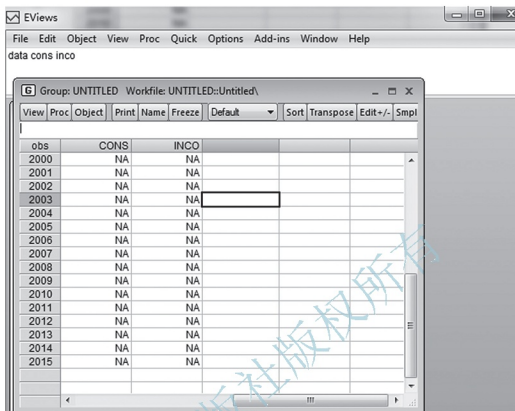 EViews
File Edit Object View Proc Quick Options Add-ins Window Help
data cons inco
G Group: UNTITLED Workfile: UNTITLED::Untitled\
View Proc Object Print Name Freeze Default Sort Transpose Edit+/- Smpl
obs CONS INCO
2000 NA NA
2001 NA NA
2002 NA NA
2003 NA NA
2004 NA NA
2005 NA NA
2006 NA NA
2007 NA NA
2008 NA NA
2009 NA NA
2010 NA NA
2011 NA NA
2012 NA NA
2013 NA NA
2014 NA NA
2015 NA NA
社版权所有